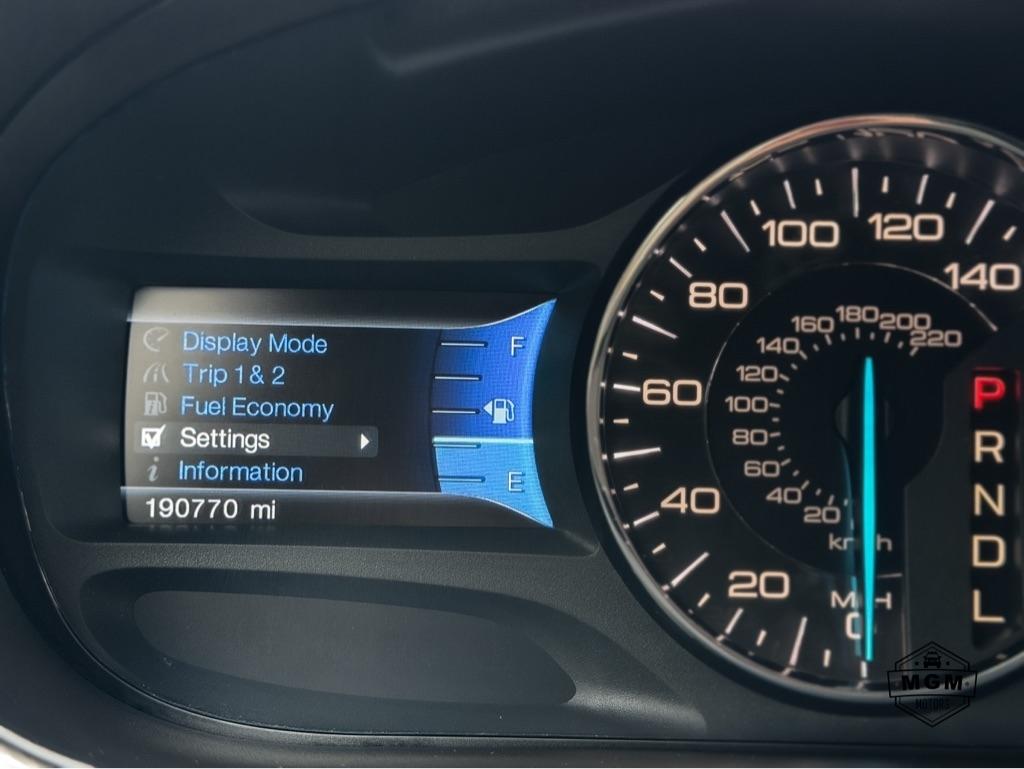 Display Mode
Trip 1 & 2
Fuel Economy
Settings
Information
190770 mi
F
E
20
40
60
80
100
120
140
20
40
60
80
100
120
140
160
180
200
220
km/h
MPH
0
P
R
N
D
L
MGM
MOTORS